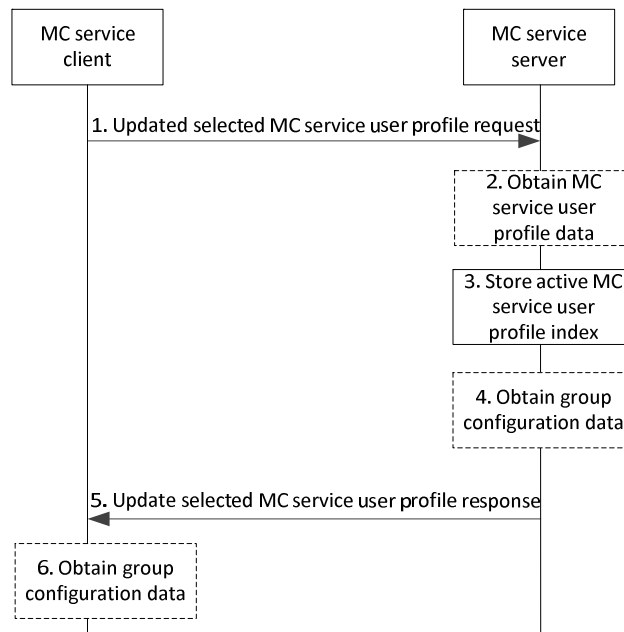 MC service
client
MC service
server
1. Updated selected MC service user profile request
2. Obtain MC
service user
profile data
3. Store active MC
service user
profile index
4. Obtain group
configuration data
5. Update selected MC service user profile response
6. Obtain group
configuration data